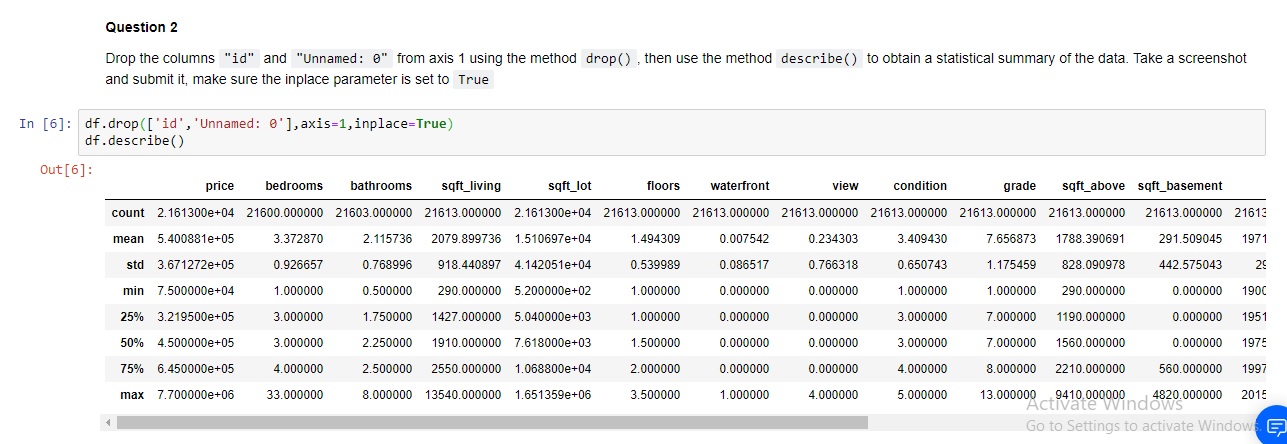 Question 2
Drop the columns "id" and "Unnamed: 0" from axis 1 using the method drop() , then use the method describe() to obtain a statistical summary of the data. Take a screenshot
and submit it, make sure the inplace parameter is set to True
In [6]: df.drop(['id','Unnamed: 0'],axis=1,inplace=True)
df.describe()
Out[6]:
price bedrooms bathrooms sqft_living sqft_lot floors waterfront view condition grade sqft_above sqft_basement
count 2.161300e+04 21600.000000 21603.000000 21613.000000 2.161300e+04 21613.000000 21613.000000 21613.000000 21613.000000 21613.000000 21613.000000 21613.000000 21613
mean 5.400881e+05 3.372870 2.115736 2079.899736 1.510697e+04 1.494309 0.007542 0.234303 3.409430 7.656873 1788.390691 291.509045 1971
std 3.671272e+05 0.926657 0.768996 918.440897 4.142051e+04 0.539989 0.086517 0.766318 0.650743 1.175459 828.090978 442.575043 29
min 7.500000e+04 1.000000 0.500000 290.000000 5.200000e+02 1.000000 0.000000 0.000000 1.000000 1.000000 290.000000 0.000000 1900
25% 3.219500e+05 3.000000 1.750000 1427.000000 5.040000e+03 1.000000 0.000000 0.000000 3.000000 7.000000 1190.000000 0.000000 1951
50% 4.500000e+05 3.000000 2.250000 1910.000000 7.618000e+03 1.500000 0.000000 0.000000 3.000000 7.000000 1560.000000 0.000000 1975
75% 6.450000e+05 4.000000 2.500000 2550.000000 1.068800e+04 2.000000 0.000000 0.000000 4.000000 8.000000 2210.000000 560.000000 1997
max 7.700000e+06 33.000000 8.000000 13540.000000 1.651359e+06 3.500000 1.000000 4.000000 5.000000 13.000000 9410.000000 4820.000000 2015
Activate Windows
Go to Settings to activate Windows.